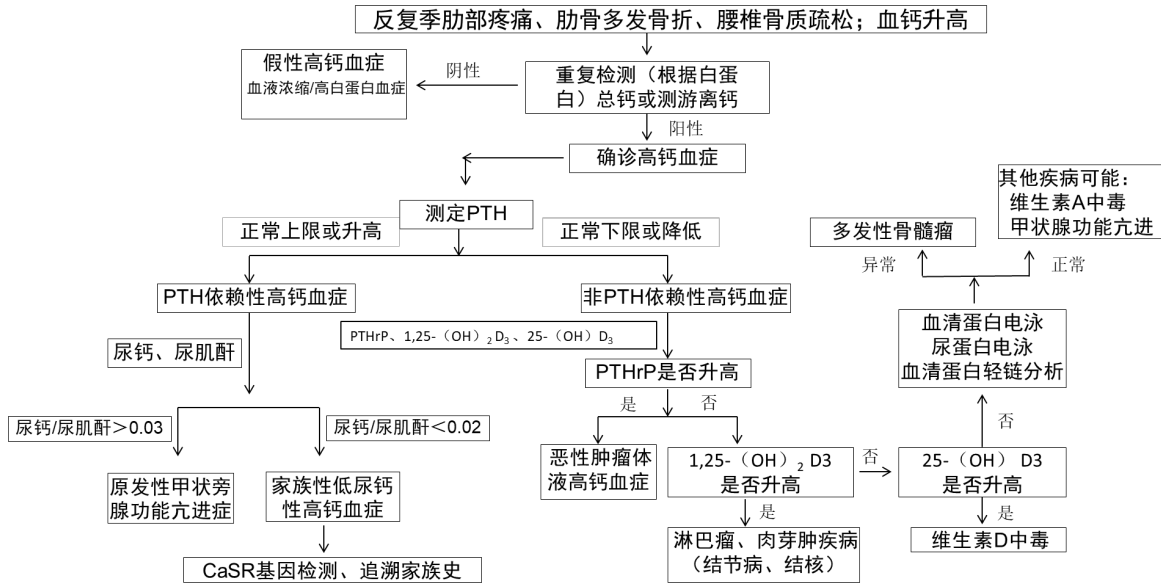 反复季肋部疼痛、肋骨多发骨折、腰椎骨质疏松；血钙升高
假性高钙血症
血液浓缩/高白蛋白血症
阴性
重复检测（根据白蛋
白）总钙或测游离钙
阳性
确诊高钙血症
测定PTH
正常上限或升高
正常下限或降低
PTH依赖性高钙血症
非PTH依赖性高钙血症
尿钙、尿肌酐
PTHrP、1,25-（OH）₂ D₃、25-（OH）D₃
PTHrP是否升高
是
否
尿钙/尿肌酐＞0.03
尿钙/尿肌酐＜0.02
原发性甲状旁
腺功能亢进症
家族性低尿钙
性高钙血症
CaSR基因检测、追溯家族史
恶性肿瘤体
液高钙血症
1,25-（OH）₂ D3
是否升高
是
淋巴瘤、肉芽肿疾病
（结节病、结核）
否
25-（OH） D3
是否升高
是
维生素D中毒
否
血清蛋白电泳
尿蛋白电泳
血清蛋白轻链分析
异常
多发性骨髓瘤
正常
其他疾病可能：
维生素A中毒
甲状腺功能亢进